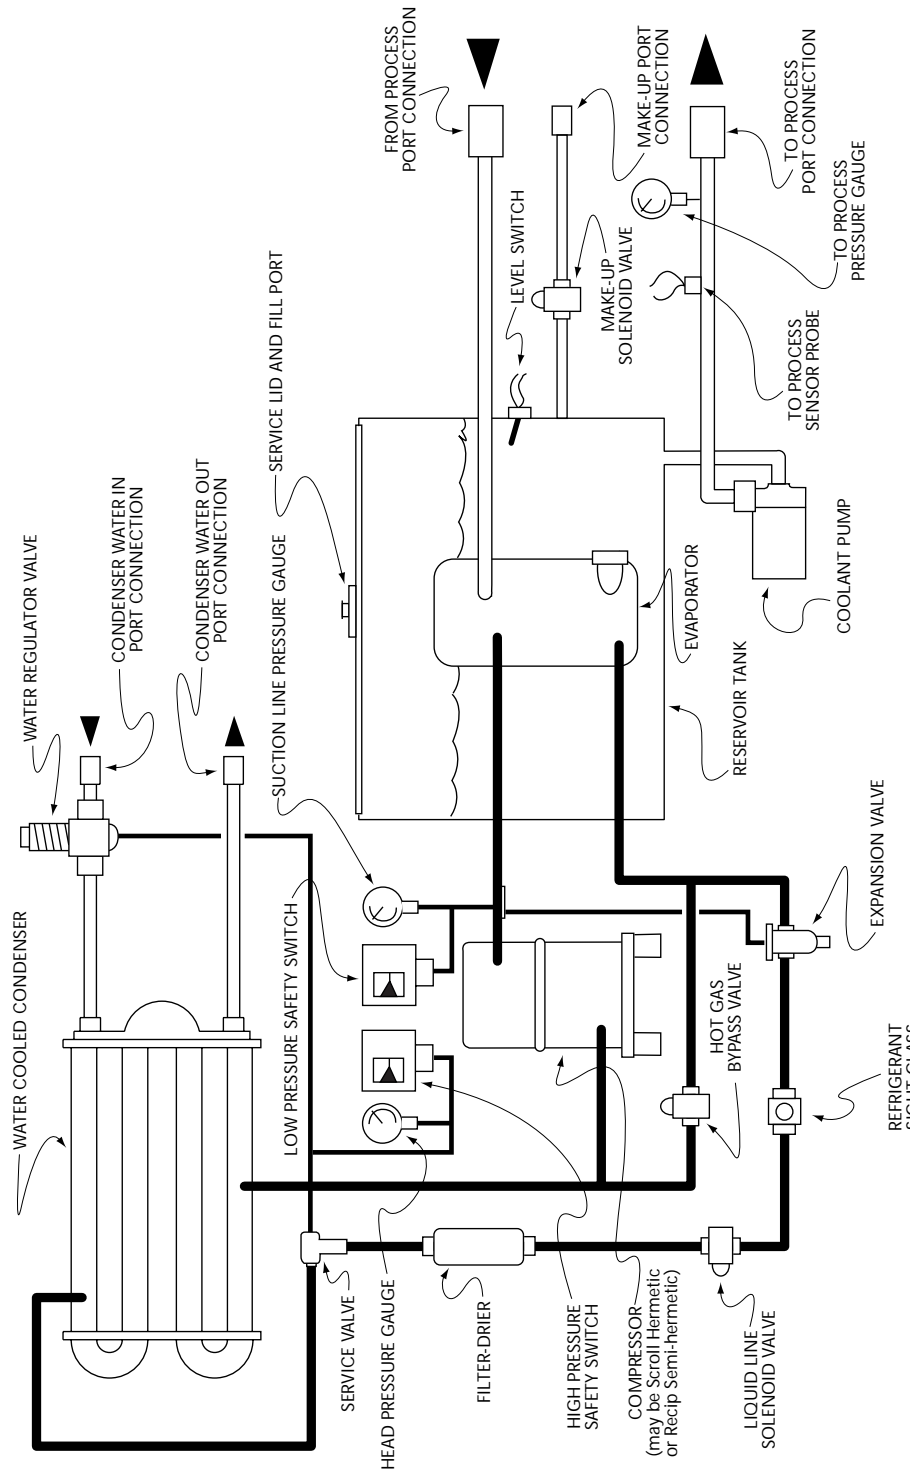 WATER COOLED CONDENSER
WATER REGULATOR VALVE
CONDENSER WATER IN
PORT CONNECTION
CONDENSER WATER OUT
PORT CONNECTION
LOW PRESSURE SAFETY SWITCH
SUCTION LINE PRESSURE GAUGE
SERVICE LID AND FILL PORT
FROM PROCESS
PORT CONNECTION
LEVEL SWITCH
MAKE-UP PORT
CONNECTION
MAKE-UP
SOLENOID VALVE
TO PROCESS
PORT CONNECTION
TO PROCESS
PRESSURE GAUGE
TO PROCESS
SENSOR PROBE
COOLANT PUMP
EVAPORATOR
RESERVOIR TANK
EXPANSION VALVE
HOT GAS
BYPASS VALVE
REFRIGERANT
SERVICE VALVE
HEAD PRESSURE GAUGE
FILTER-DRIER
HIGH PRESSURE
SAFETY SWITCH
COMPRESSOR
(may be Scroll Hermetic
or Recip Semi-hermetic)
LIQUID LINE
SOLENOID VALVE